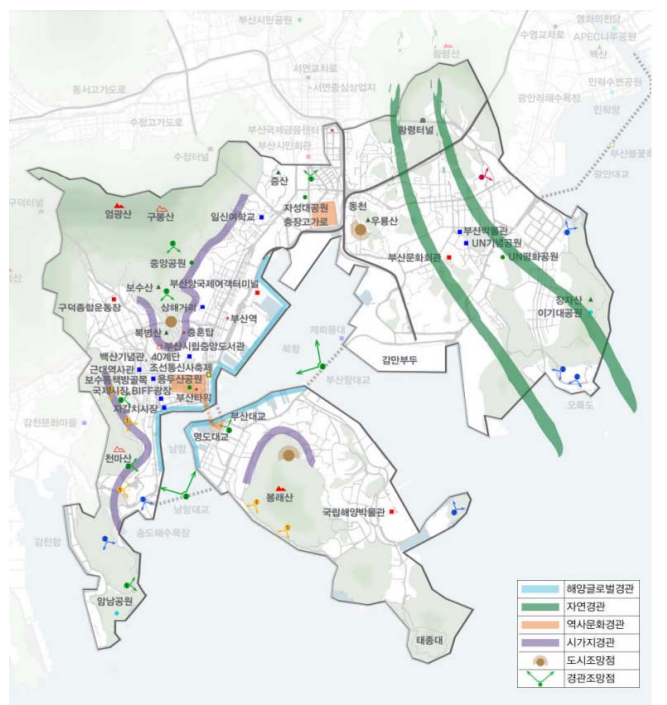 부산시민공원
영화의전당
수영교차로
APEC나루공원
백산
황령산
동서고가도로
서면교차로
서면중심상업지
민락수변공원
광안리해수욕장
민락항
수정고가도로
부산국제금융센터
부산시민회관
황령터널
광안대교
수정터널
구덕터널
증산
자성대공원
동천
엄광산
구봉산
일신여학교
중장고가로
우룡산
부산박물관
UN기념공원
부산문화회관
UN평화공원
중앙공원
보수산
부산항국제여객터미널
장자산
이기대공원
구덕종합운동장
상해거리
부산역
복병산
충혼탑
부산시립중앙도서관
북항
감만부두
백산기념관, 40계단
근대역사관
조선통신사축제
보수동책방골목
용두산공원
부산항대교
국제시장, BIFF광장
부산타워
자갈치시장
오륙도
감천문화마을
부산대교
영도대교
남항
천마산
봉래산
남항대교
국립해양박물관
송도해수욕장
감천항
암남공원
태종대
해양글로벌경관
자연경관
역사문화경관
시가지경관
도시조망점
경관조망점